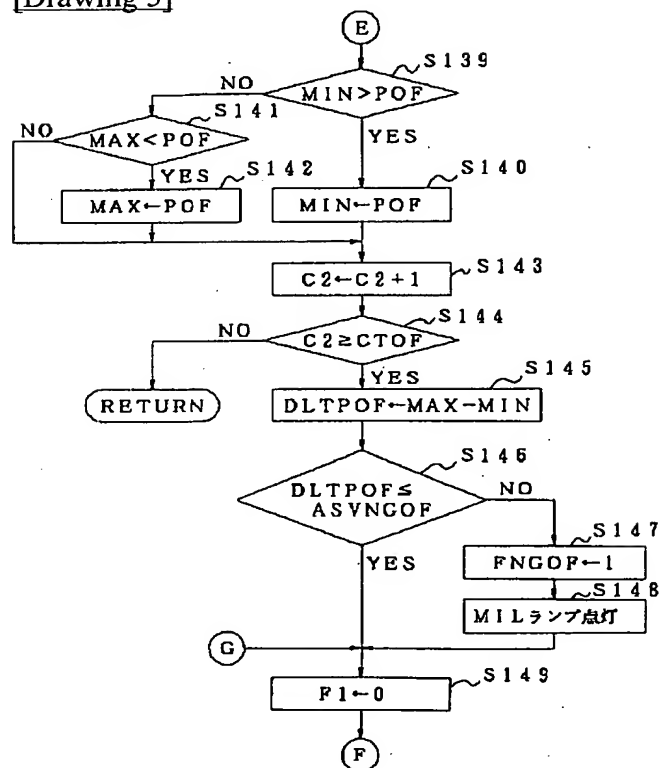 [Drawing 5]
E
S139
NO
MIN>POF
S141
NO
MAX<POF
YES
YES
S142
S140
MAX←POF
MIN←POF
S143
C2←C2+1
S144
NO
C2≥CTOF
YES
S145
RETURN
DLTPOF←MAX-MIN
S146
DLTPOF≤
ASVNGOF
NO
S147
YES
FNGOF←1
S148
MILランプ点灯
G
S149
F1←0
F